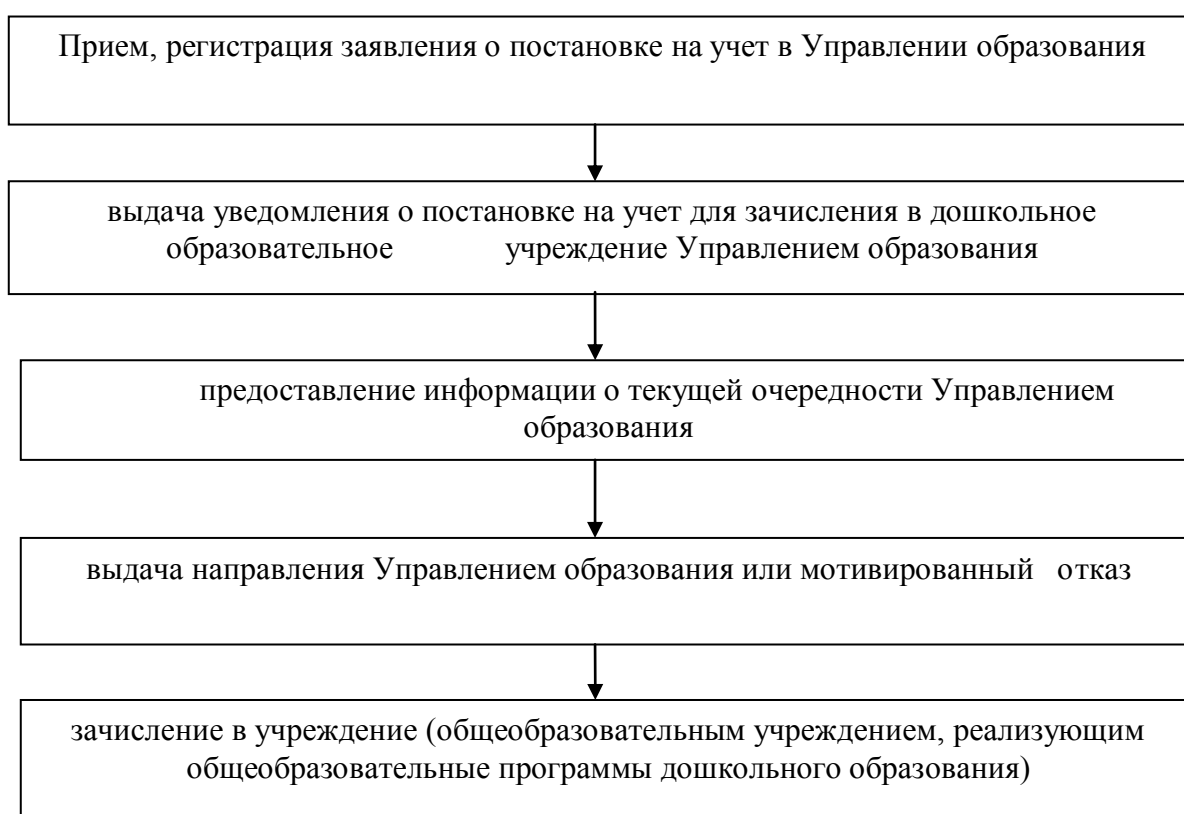 Прием, регистрация заявления о постановке на учет в Управлении образования
выдача уведомления о постановке на учет для зачисления в дошкольное
образовательное учреждение Управлением образования
предоставление информации о текущей очередности Управлением
образования
выдача направления Управлением образования или мотивированный отказ
зачисление в учреждение (общеобразовательным учреждением, реализующим
общеобразовательные программы дошкольного образования)